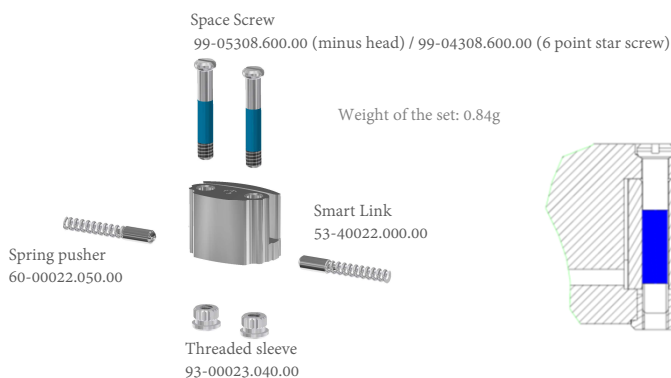 Space Screw
99-05308.600.00 (minus head) / 99-04308.600.00 (6 point star screw)
Weight of the set: 0.84g
Smart Link
53-40022.000.00
Spring pusher
60-00022.050.00
Threaded sleeve
93-00023.040.00